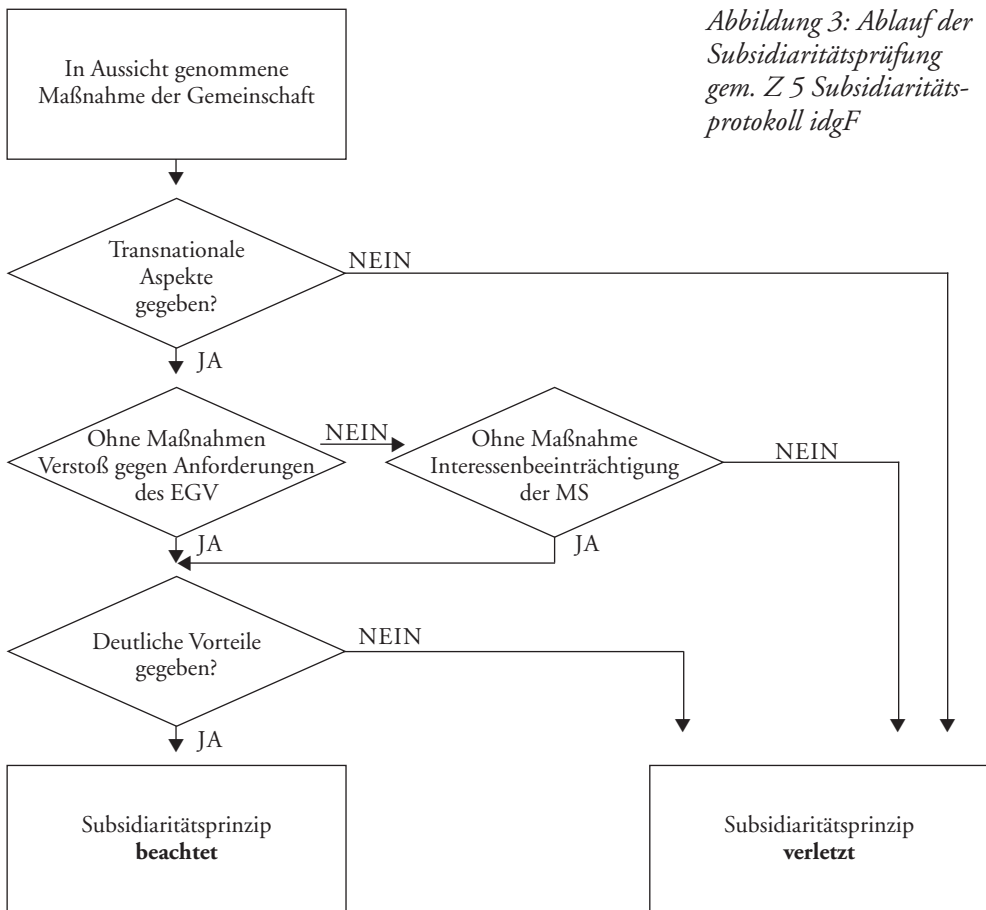 Abbildung 3: Ablauf der
Subsidiaritätsprüfung
gem. Z 5 Subsidiaritäts-
protokoll idgF
In Aussicht genommene
Maßnahme der Gemeinschaft
Transnationale
Aspekte
gegeben?
NEIN
JA
Ohne Maßnahmen
Verstoß gegen Anforderungen
des EGV
NEIN
Ohne Maßnahme
Interessenbeeinträchtigung
der MS
NEIN
JA
JA
Deutliche Vorteile
gegeben?
NEIN
JA
Subsidiaritätsprinzip
beachtet
Subsidiaritätsprinzip
verletzt